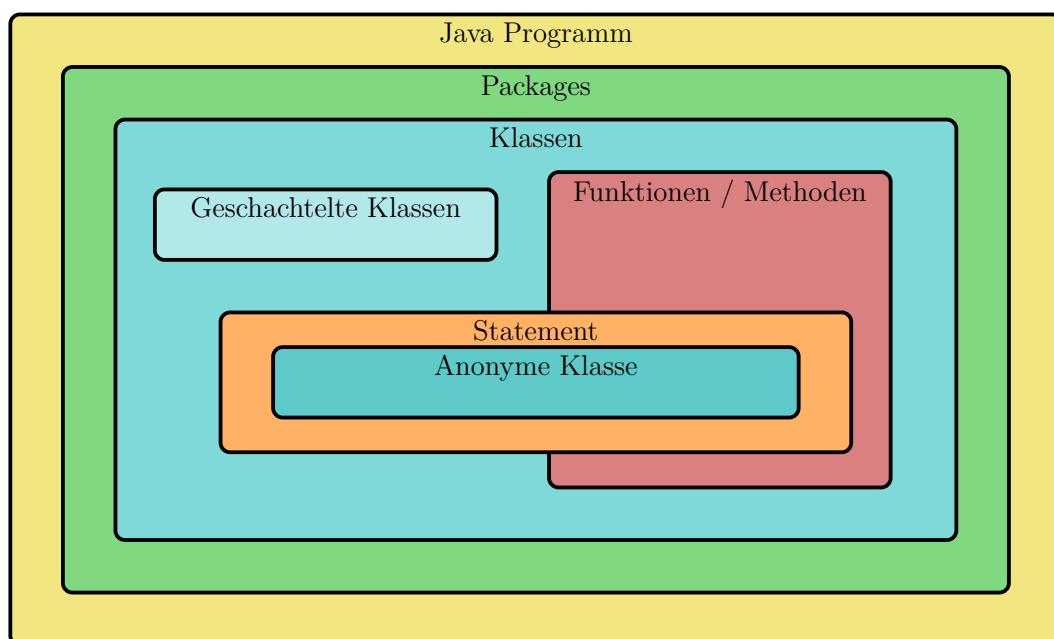 Java Programm
Packages
Klassen
Geschachtelte Klassen
Funktionen / Methoden
Statement
Anonyme Klasse